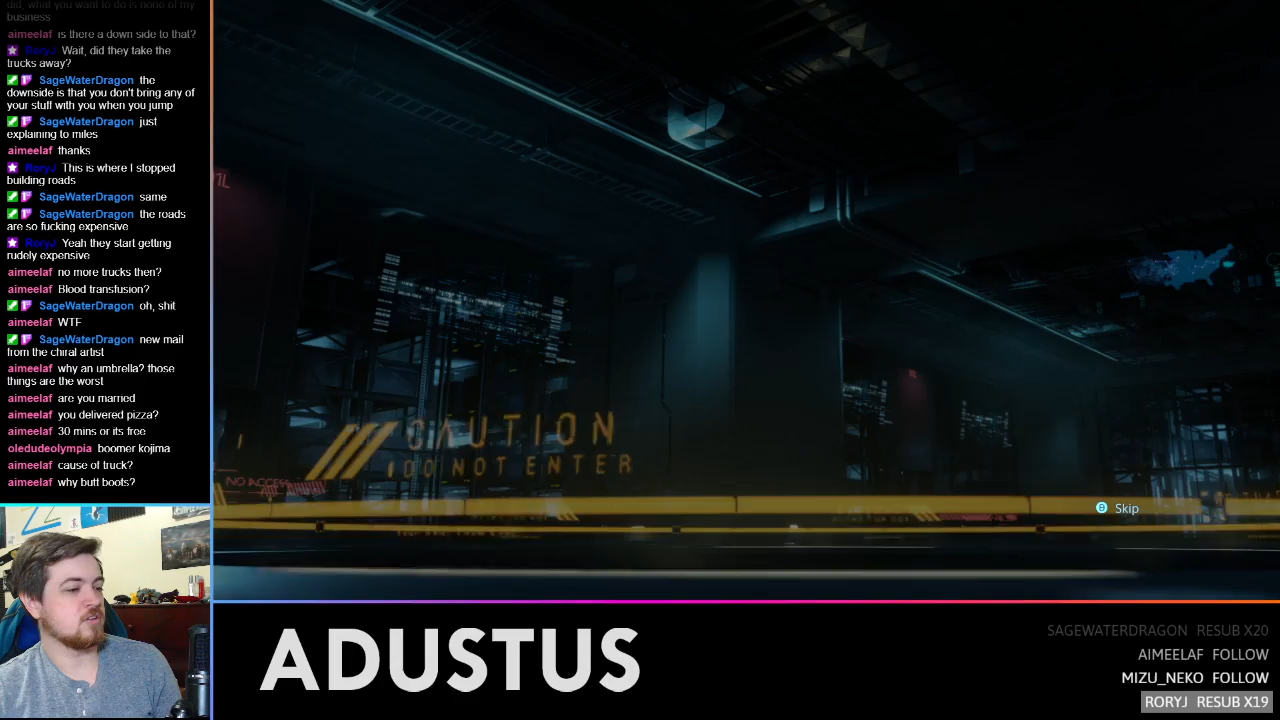 did, what you want to do is none of my
business
aimeelaf is there a down side to that?
RoryJ Wait, did they take the
trucks away?
SageWaterDragon the
downside is that you don't bring any of
your stuff with you when you jump
SageWaterDragon just
explaining to miles
aimeelaf thanks
RoryJ This is where I stopped
building roads
SageWaterDragon same
SageWaterDragon the roads
are so fucking expensive
RoryJ Yeah they start getting
rudely expensive
aimeelaf no more trucks then?
aimeelaf Blood transfusion?
SageWaterDragon oh, shit
aimeelaf WTF
SageWaterDragon new mail
from the chiral artist
aimeelaf why an umbrella? those
things are the worst
aimeelaf are you married
aimeelaf you delivered pizza?
aimeelaf 30 mins or its free
oledudeolympia boomer kojima
aimeelaf cause of truck?
aimeelaf why butt boots?
CAUTION
DO NOT ENTER
NO ACCESS
Skip
ADUSTUS
SAGEWATERDRAGON RESUB X20
AIMEELAF FOLLOW
MIZU_NEKO FOLLOW
RORYJ RESUB X19